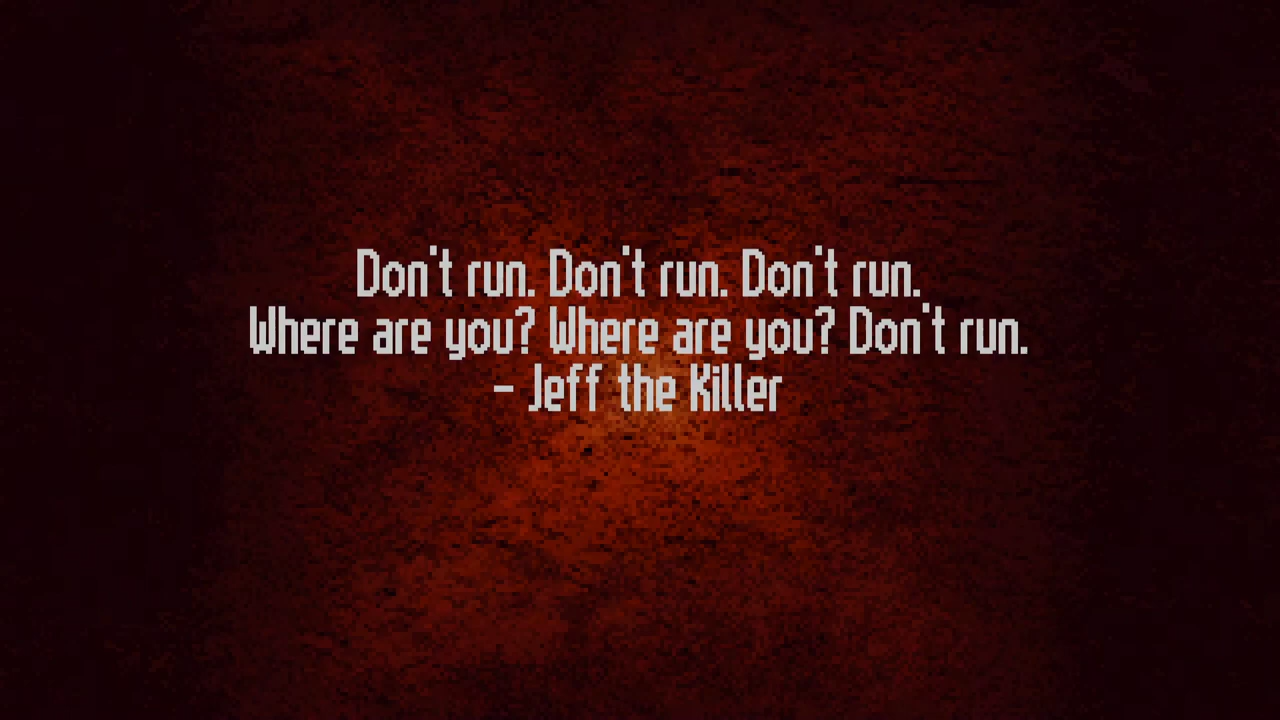 Don't run. Don't run. Don't run.
Where are you? Where are you? Don't run.
- Jeff the Killer